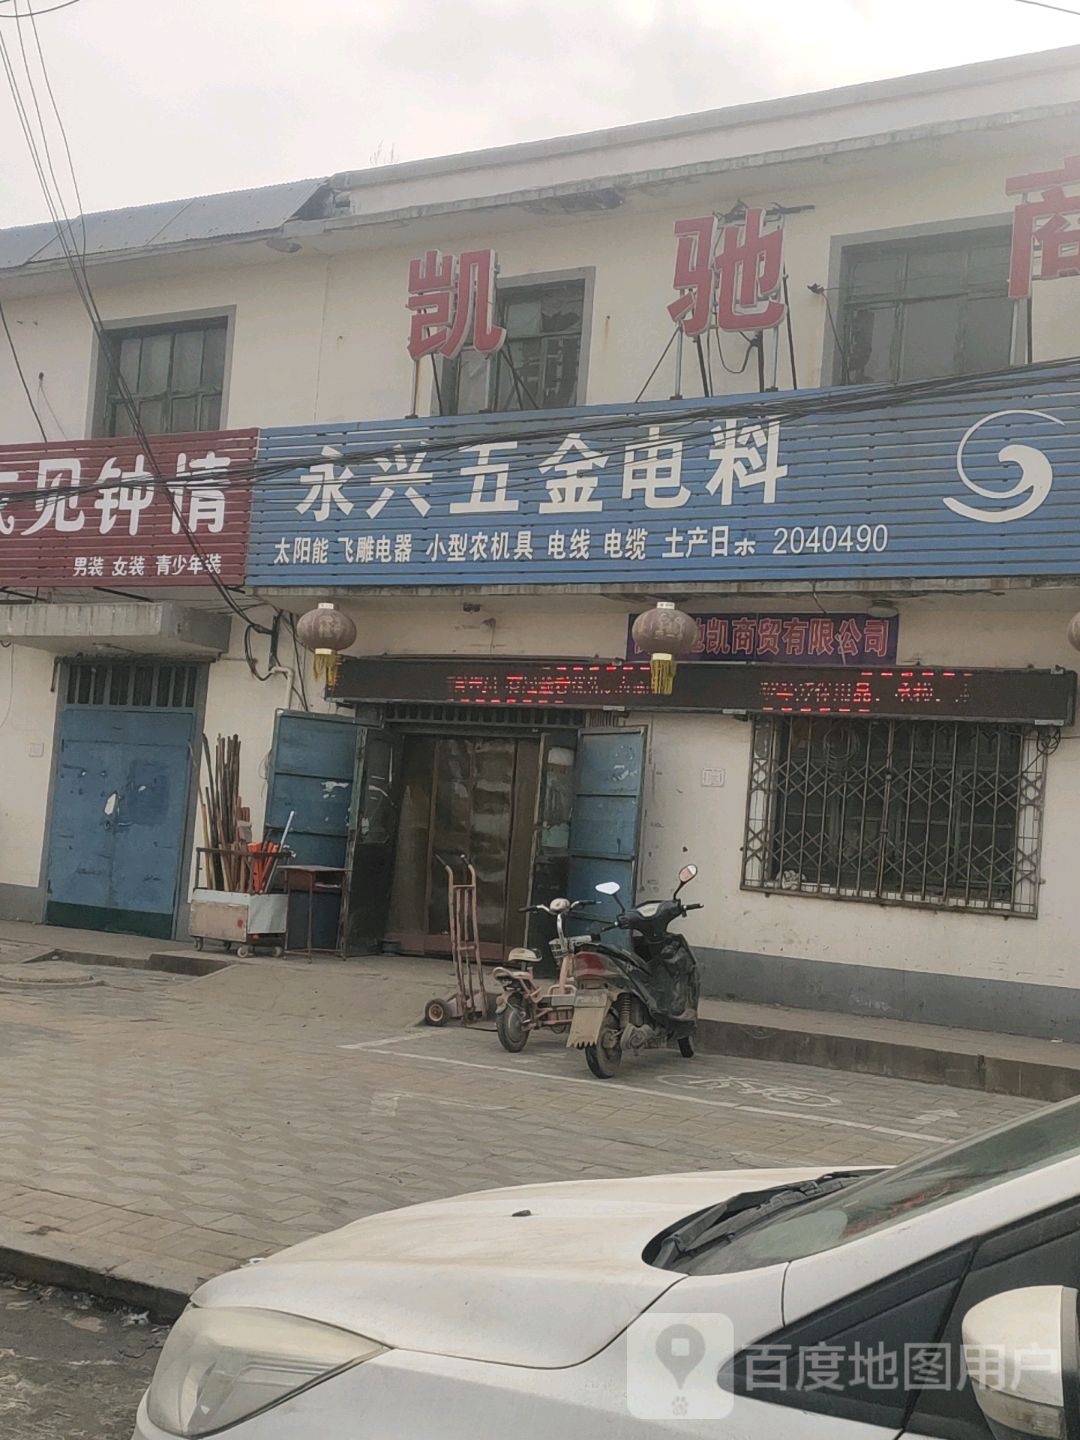 凯驰商
见钟情
男装 女装 青少年装
永兴五金电料
太阳能 飞雕电器 小型农机具 电线 电缆 土产日杂 2040490
凯商贸有限公司
百度地图用户